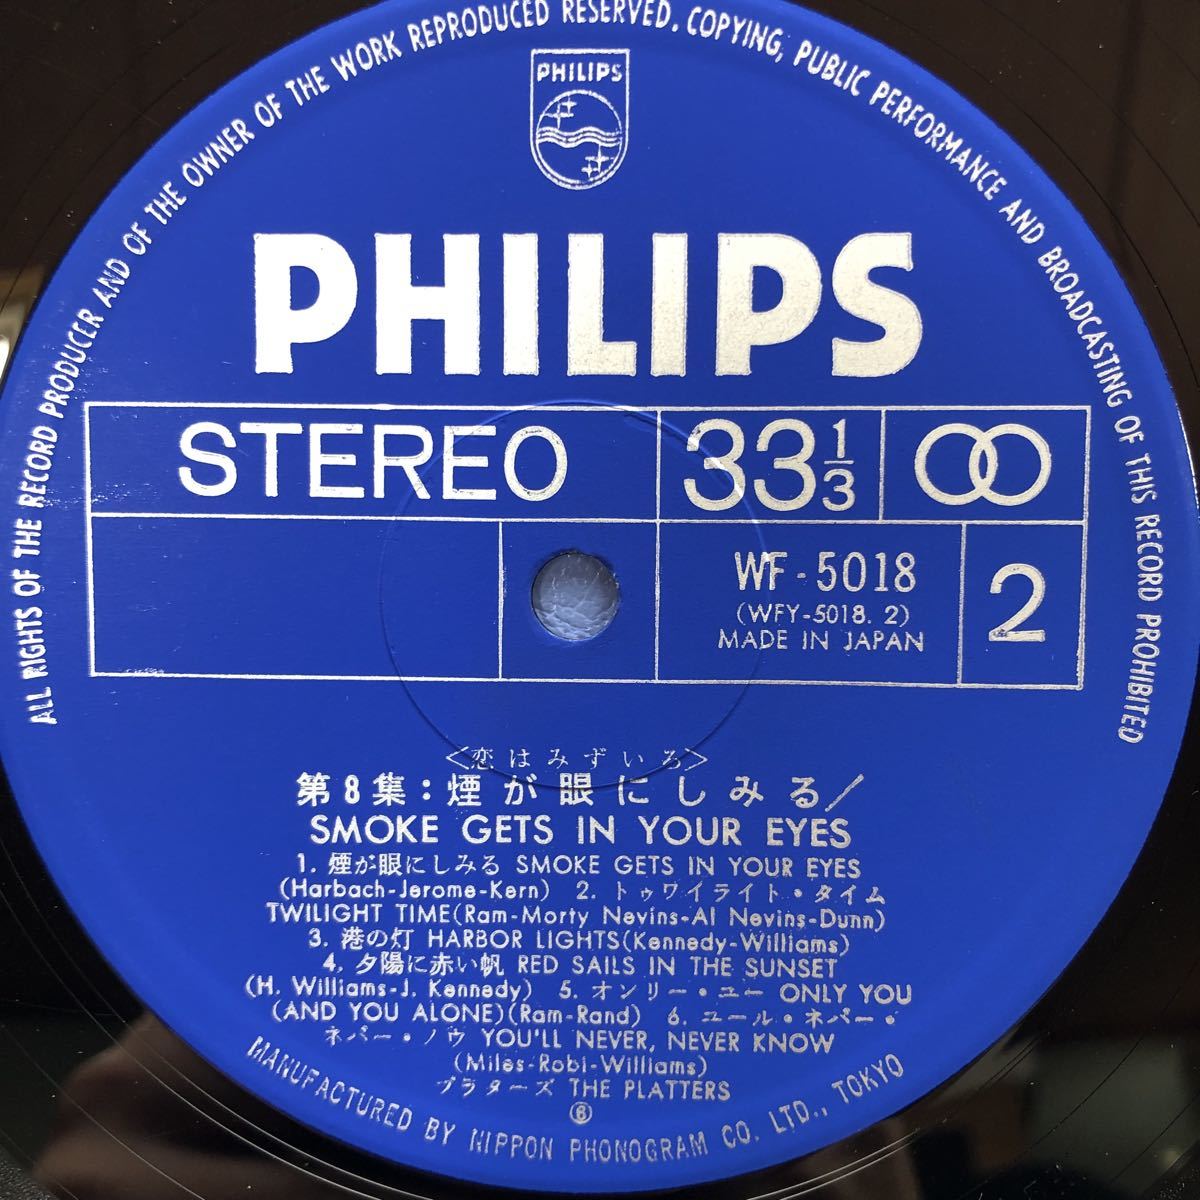 ALL RIGHTS OF THE RECORD PRODUCER AND OF THE OWNER OF THE WORK REPRODUCED RESERVED. COPYING, PUBLIC PERFORMANCE AND BROADCASTING OF THIS RECORD PROHIBITED
PHILIPS
PHILIPS
STEREO
33 1/3
WF-5018
(WFY-5018. 2)
MADE IN JAPAN
2
<恋はみずいろ>
第8集:煙が眼にしみる/
SMOKE GETS IN YOUR EYES
1. 煙が眼にしみる SMOKE GETS IN YOUR EYES
(Harbach-Jerome-Kern) 2. トゥワイライト・タイム
TWILIGHT TIME(Ram-Morty Nevins-Al Nevins-Dunn)
3. 港の灯 HARBOR LIGHTS(Kennedy-Williams)
4. 夕陽に赤い帆 RED SAILS IN THE SUNSET
(H. Williams-J. Kennedy) 5. オンリー・ユー ONLY YOU
(AND YOU ALONE)(Ram-Rand) 6. ユール・ネバー・
ネバー・ノウ YOU'LL NEVER, NEVER KNOW
(Miles-Robi-Williams)
プラターズ THE PLATTERS
⑥
MANUFACTURED BY NIPPON PHONOGRAM CO. LTD., TOKYO